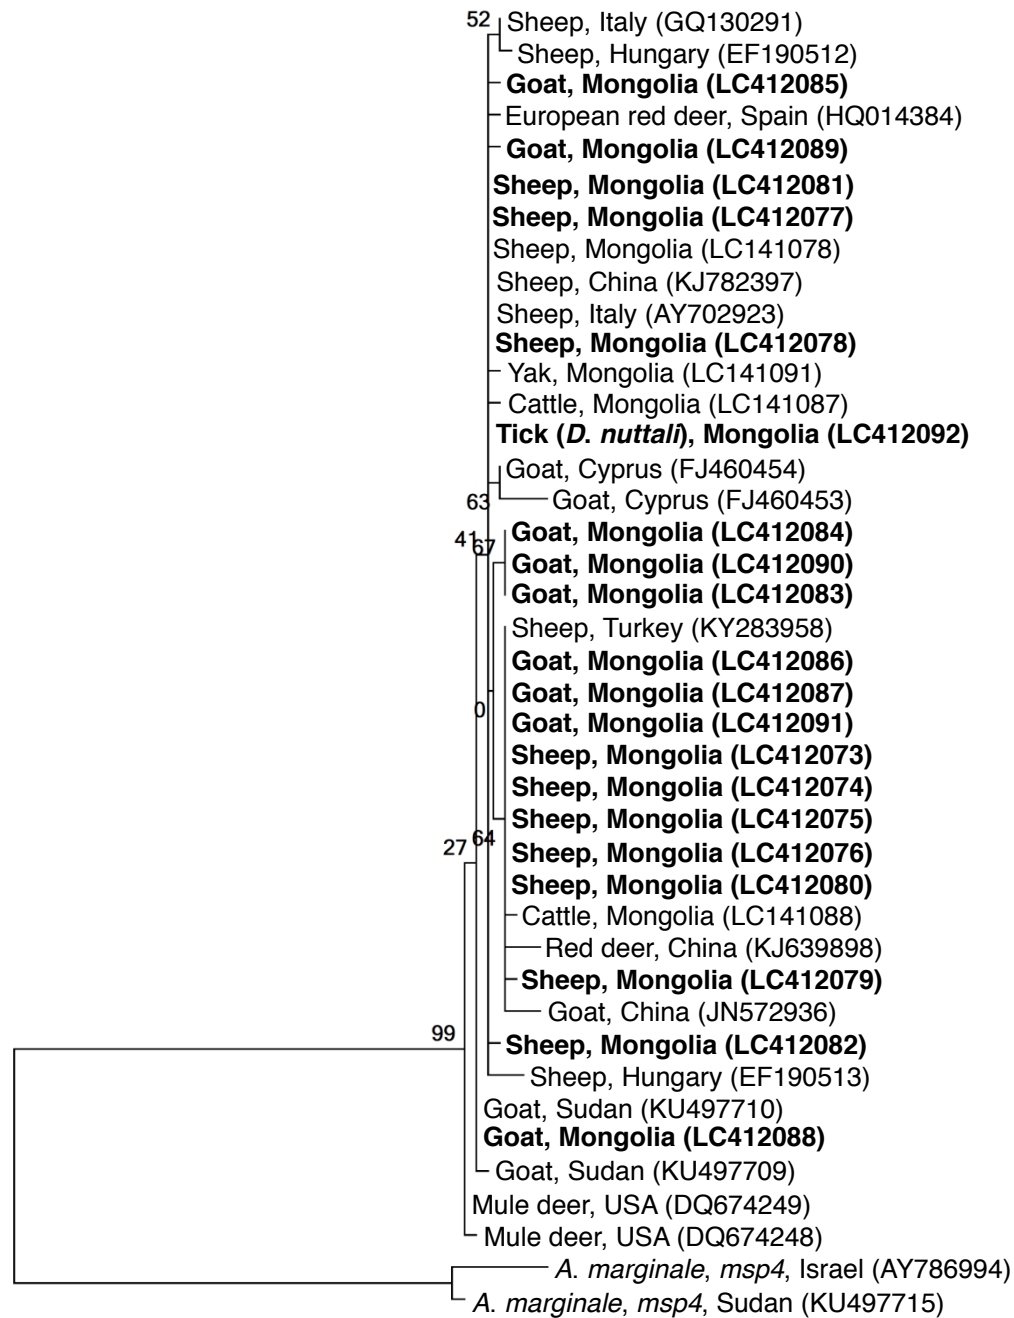 52
Sheep, Italy (GQ130291)
Sheep, Hungary (EF190512)
Goat, Mongolia (LC412085)
European red deer, Spain (HQ014384)
Goat, Mongolia (LC412089)
Sheep, Mongolia (LC412081)
Sheep, Mongolia (LC412077)
Sheep, Mongolia (LC141078)
Sheep, China (KJ782397)
Sheep, Italy (AY702923)
Sheep, Mongolia (LC412078)
Yak, Mongolia (LC141091)
Cattle, Mongolia (LC141087)
Tick (D. nuttali), Mongolia (LC412092)
Goat, Cyprus (FJ460454)
63
Goat, Cyprus (FJ460453)
41
67
Goat, Mongolia (LC412084)
Goat, Mongolia (LC412090)
Goat, Mongolia (LC412083)
Sheep, Turkey (KY283958)
Goat, Mongolia (LC412086)
Goat, Mongolia (LC412087)
0
Goat, Mongolia (LC412091)
Sheep, Mongolia (LC412073)
Sheep, Mongolia (LC412074)
Sheep, Mongolia (LC412075)
27
64
Sheep, Mongolia (LC412076)
Sheep, Mongolia (LC412080)
Cattle, Mongolia (LC141088)
Red deer, China (KJ639898)
Sheep, Mongolia (LC412079)
Goat, China (JN572936)
99
Sheep, Mongolia (LC412082)
Sheep, Hungary (EF190513)
Goat, Sudan (KU497710)
Goat, Mongolia (LC412088)
Goat, Sudan (KU497709)
Mule deer, USA (DQ674249)
Mule deer, USA (DQ674248)
A. marginale, msp4, Israel (AY786994)
A. marginale, msp4, Sudan (KU497715)